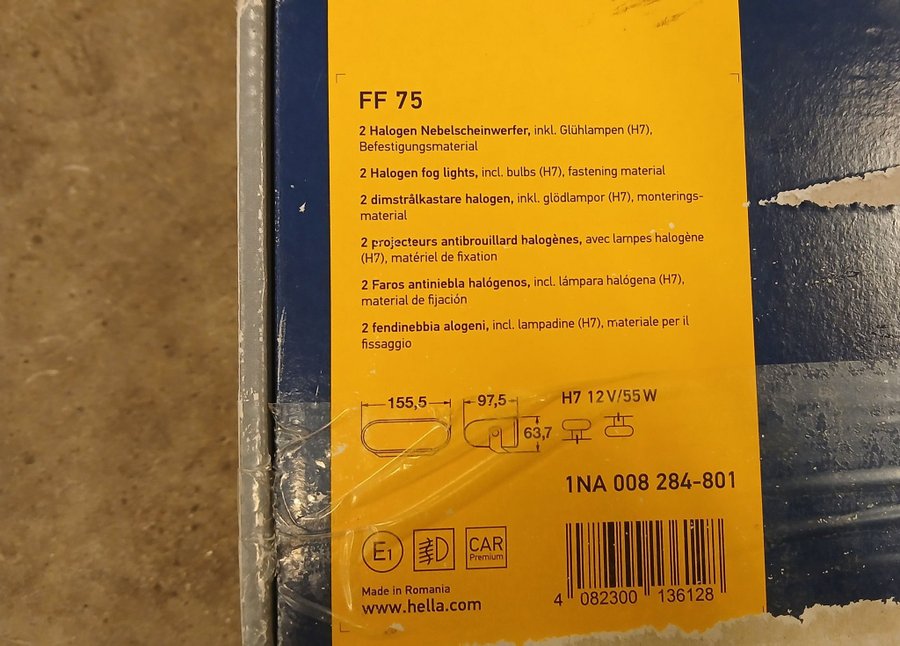 FF 75
2 Halogen Nebelscheinwerfer, inkl. Glühlampen (H7),
Befestigungsmaterial
2 Halogen fog lights, incl. bulbs (H7), fastening material
2 dimstrålkastare halogen, inkl. glödlampor (H7), monterings-
material
2 projecteurs antibrouillard halogènes, avec lampes halogène
(H7), matériel de fixation
2 Faros antiniebla halógenos, incl. lámpara halógena (H7),
material de fijación
2 fendinebbia alogeni, incl. lampadine (H7), materiale per il
fissaggio
155,5
97,5
63,7
H7 12V/55W
1NA 008 284-801
E1
CAR
Premium
Made in Romania
www.hella.com
4 082300 136128